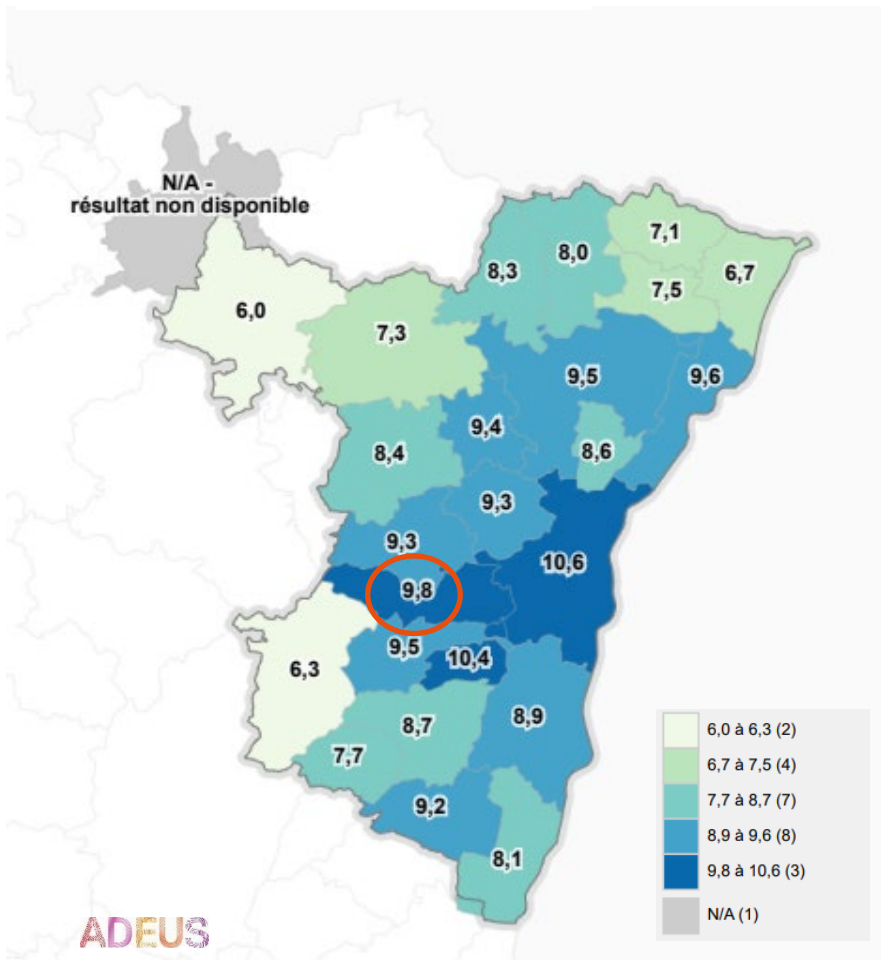 N/A -
résultat non disponible
7,1
8,0
8,3
6,7
7,5
6,0
7,3
9,5
9,6
9,4
8,4
8,6
9,3
9,3
10,6
9,8
9,5
10,4
6,3
8,9
8,7
7,7
9,2
8,1
6,0 à 6,3 (2)
6,7 à 7,5 (4)
7,7 à 8,7 (7)
8,9 à 9,6 (8)
9,8 à 10,6 (3)
N/A (1)
ADEUS